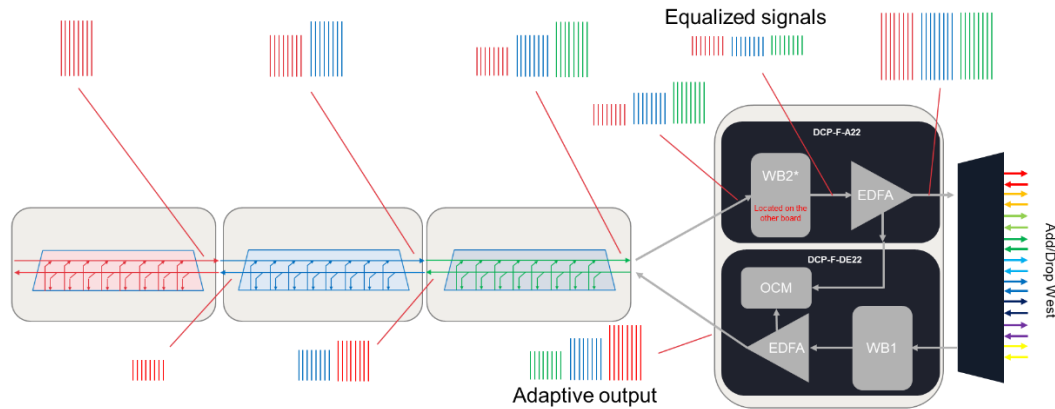 Equalized signals
DCP-F-A22
WB2*
Located on the
other board
EDFA
DCP-F-DE22
OCM
EDFA
WB1
Add/Drop West
Adaptive output